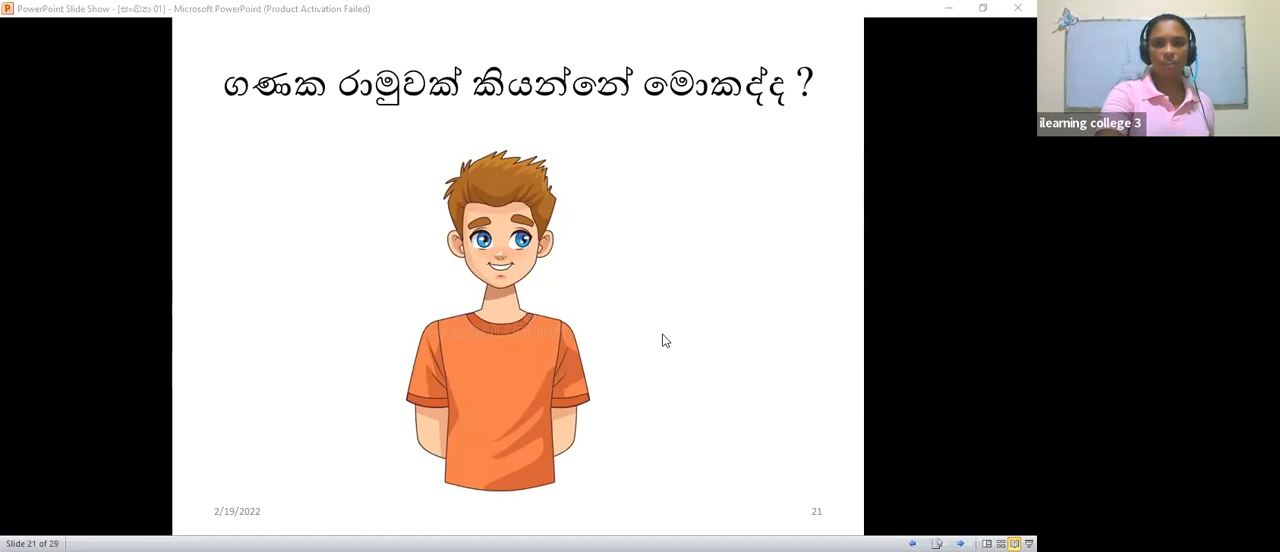 PowerPoint Slide Show - [සංඛ්‍යා 01] - Microsoft PowerPoint (Product Activation Failed)
ගණක රාමුවක් කියන්නේ මොකද්ද ?
ilearning college 3
2/19/2022
21
Slide 21 of 29